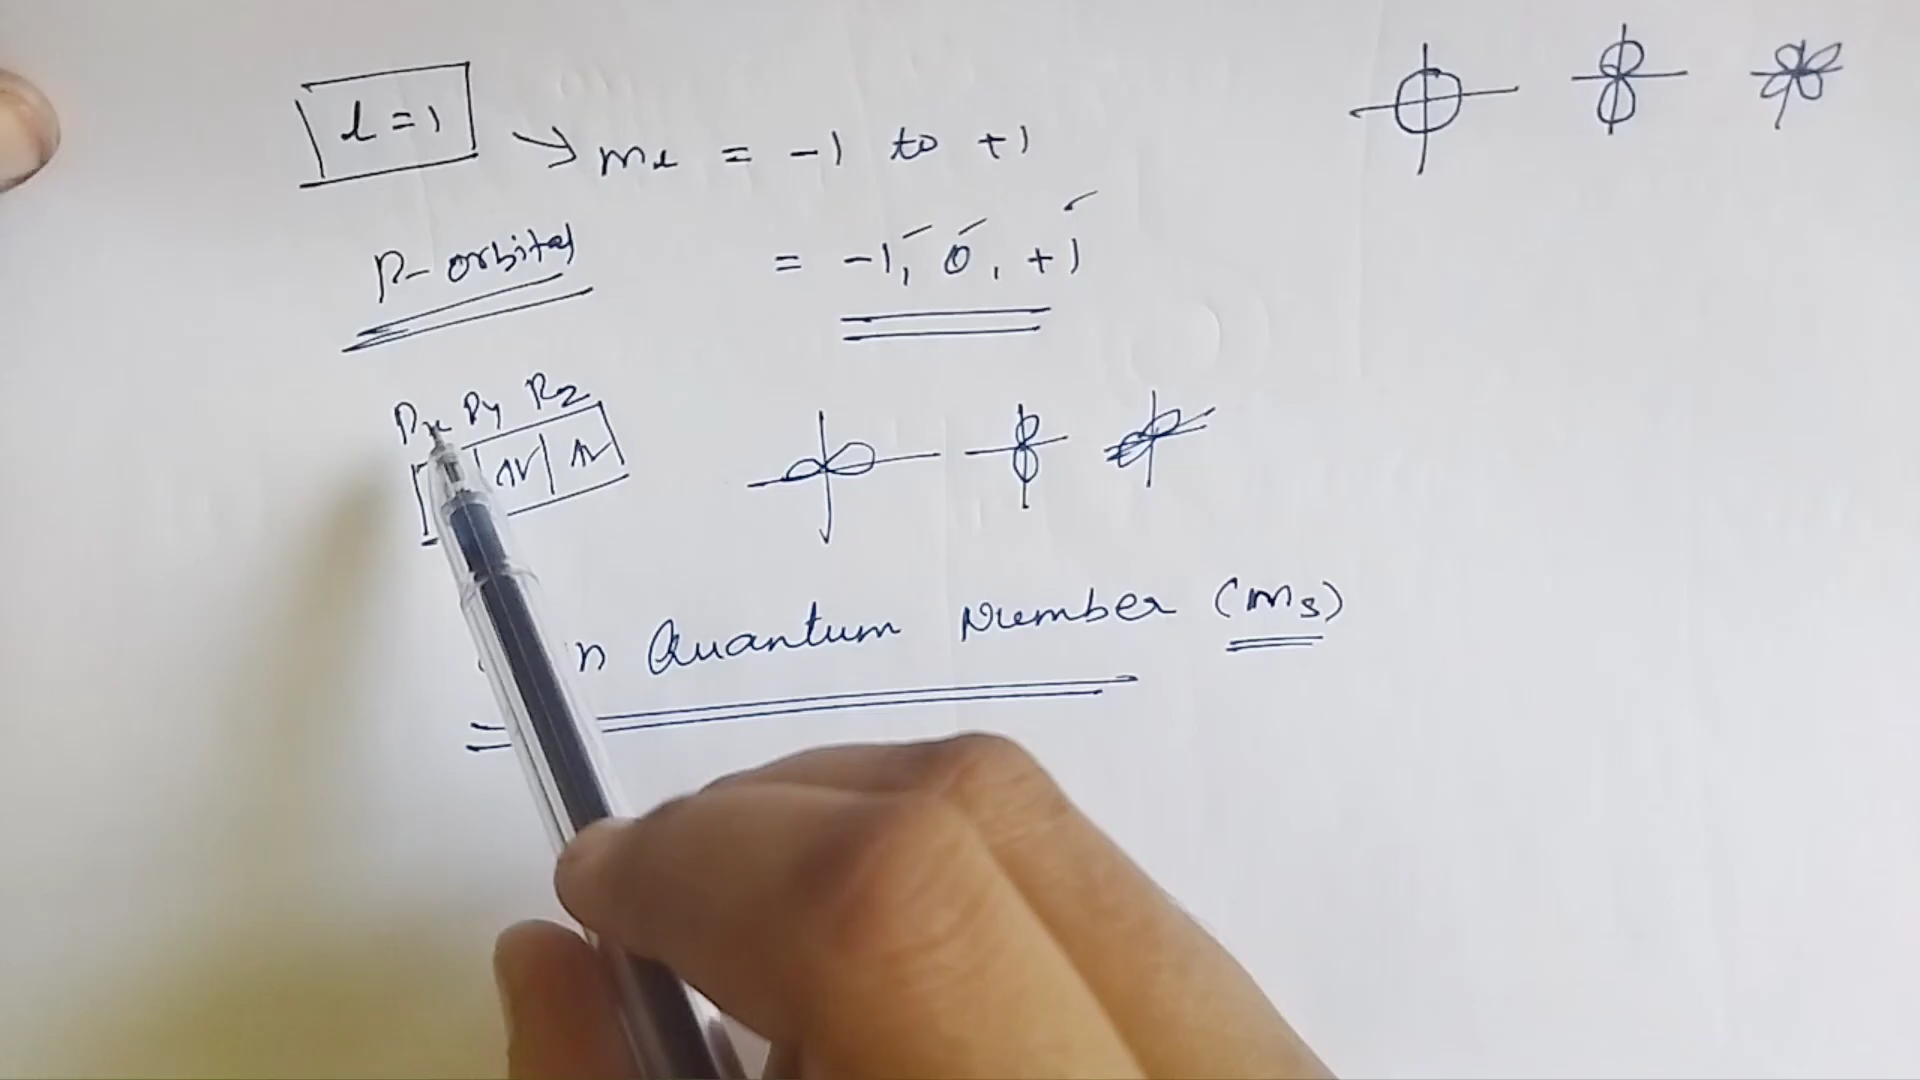 l = 1
→ ml = -1 to +1
P-orbital
= -1, 0, +1
Px Py Pz
Quantum Number (ms)